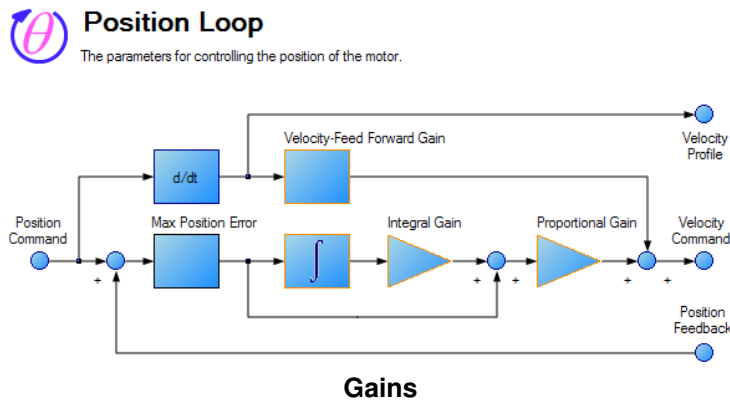 θ
Position Loop
The parameters for controlling the position of the motor.
Velocity-Feed Forward Gain
Velocity
Profile
d/dt
Position
Command
Max Position Error
Integral Gain
Proportional Gain
Velocity
Command
∫
+
+
+
+
+
Position
Feedback
Gains